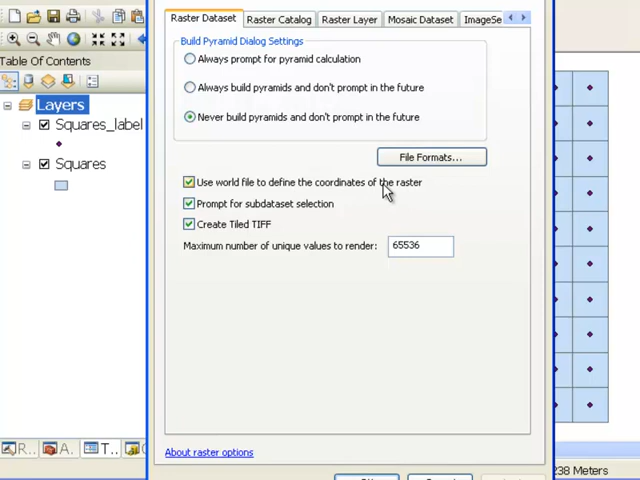 Raster Dataset Raster Catalog Raster Layer Mosaic Dataset ImageSe
Build Pyramid Dialog Settings
Always prompt for pyramid calculation
Always build pyramids and don't prompt in the future
Never build pyramids and don't prompt in the future
File Formats...
Use world file to define the coordinates of the raster
Prompt for subdataset selection
Create Tiled TIFF
Maximum number of unique values to render: 65536
About raster options
Table Of Contents
Layers
Squares_label
Squares
R... A... T...
238 Meters